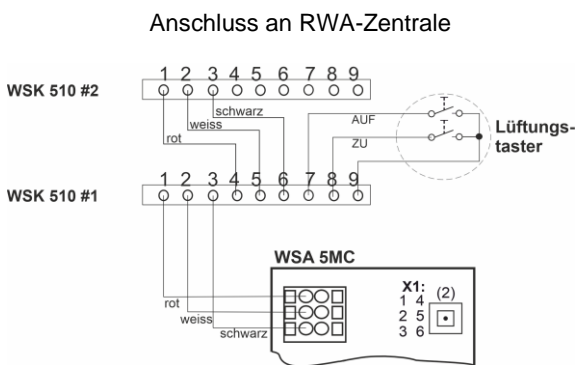 Anschluss an RWA-Zentrale
1 2 3 4 5 6 7 8 9
WSK 510 #2
schwarz
weiss
rot
AUF
ZU
Lüftungs-
taster
1 2 3 4 5 6 7 8 9
WSK 510 #1
WSA 5MC
rot
weiss
schwarz
X1:
1 4 (2)
2 5
3 6